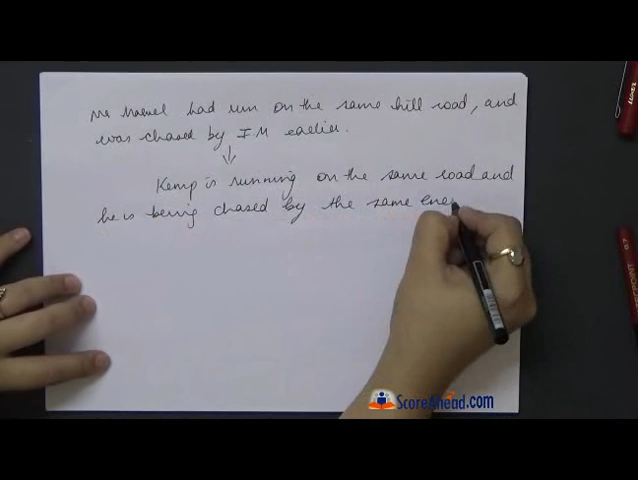 Mr Marvel had run on the same hill road, and
was chased by I M earlier.
Kemp is running on the same road and
he is being chased by the same ene
ScoreAhead.com